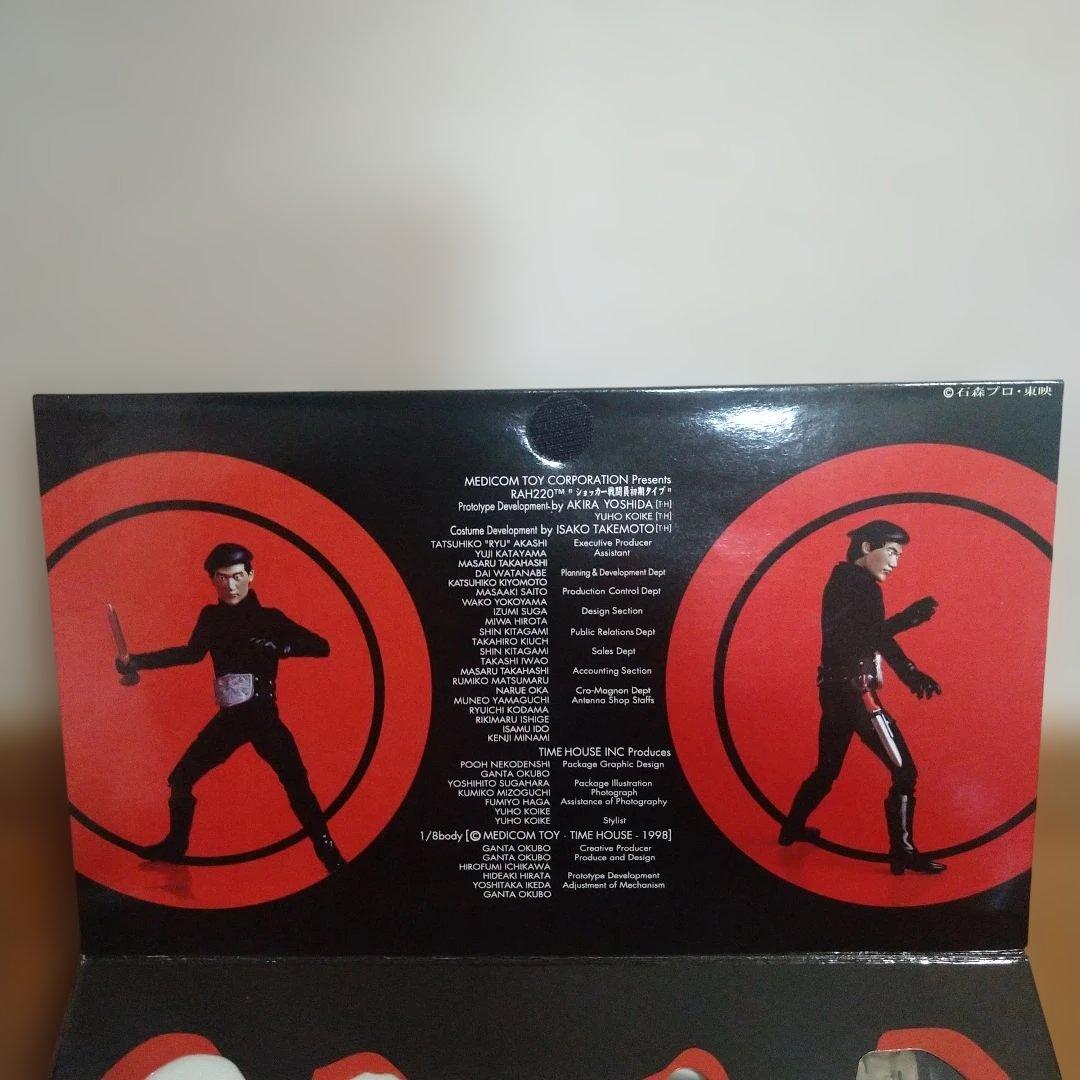 ©石森プロ・東映
MEDICOM TOY CORPORATION Presents
RAH220™ "ショッカー戦闘員初期タイプ"
Prototype Development by AKIRA YOSHIDA [T·H]
YUHO KOIKE [T·H]
Costume Development by ISAKO TAKEMOTO [T·H]
TATSUHIKO "RYU" AKASHI Executive Producer
YUJI KATAYAMA Assistant
MASARU TAKAHASHI
DAI WATANABE Planning & Development Dept
KATSUHIKO KIYOMOTO
MASAAKI SAITO Production Control Dept
WAKO YOKOYAMA
IZUMI SUGA Design Section
MIWA HIROTA
SHIN KITAGAMI Public Relations Dept
TAKAHIRO KIUCH
SHIN KITAGAMI Sales Dept
TAKASHI IWAO
MASARU TAKAHASHI Accounting Section
RUMIKO MATSUMARU
NARUE OKA Cro-Magnon Dept
MUNEO YAMAGUCHI Antenna Shop Staffs
RYUICHI KODAMA
RIKIMARU ISHIGE
ISAMU IDO
KENJI MINAMI
TIME HOUSE INC Produces
POOH NEKODENSHI Package Graphic Design
GANTA OKUBO
YOSHIHITO SUGAHARA Package Illustration
KUMIKO MIZOGUCHI Photograph
FUMIYO HAGA Assistance of Photography
YUHO KOIKE
YUHO KOIKE Stylist
1/8body [© MEDICOM TOY · TIME HOUSE - 1998]
GANTA OKUBO Creative Producer
GANTA OKUBO Produce and Design
HIROFUMI ICHIKAWA
HIDEAKI HIRATA Prototype Development
YOSHITAKA IKEDA Adjustment of Mechanism
GANTA OKUBO